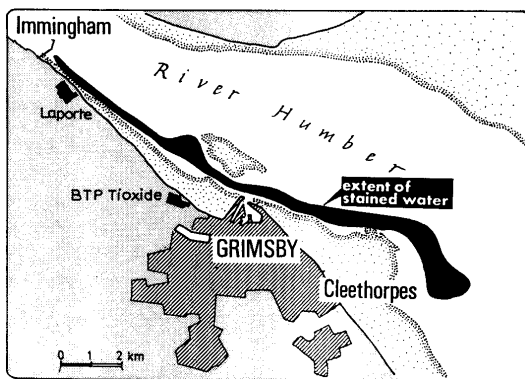 Immingham
River Humber
Laporte
BTP Tioxide
extent of
stained water
GRIMSBY
Cleethorpes
0 1 2 km